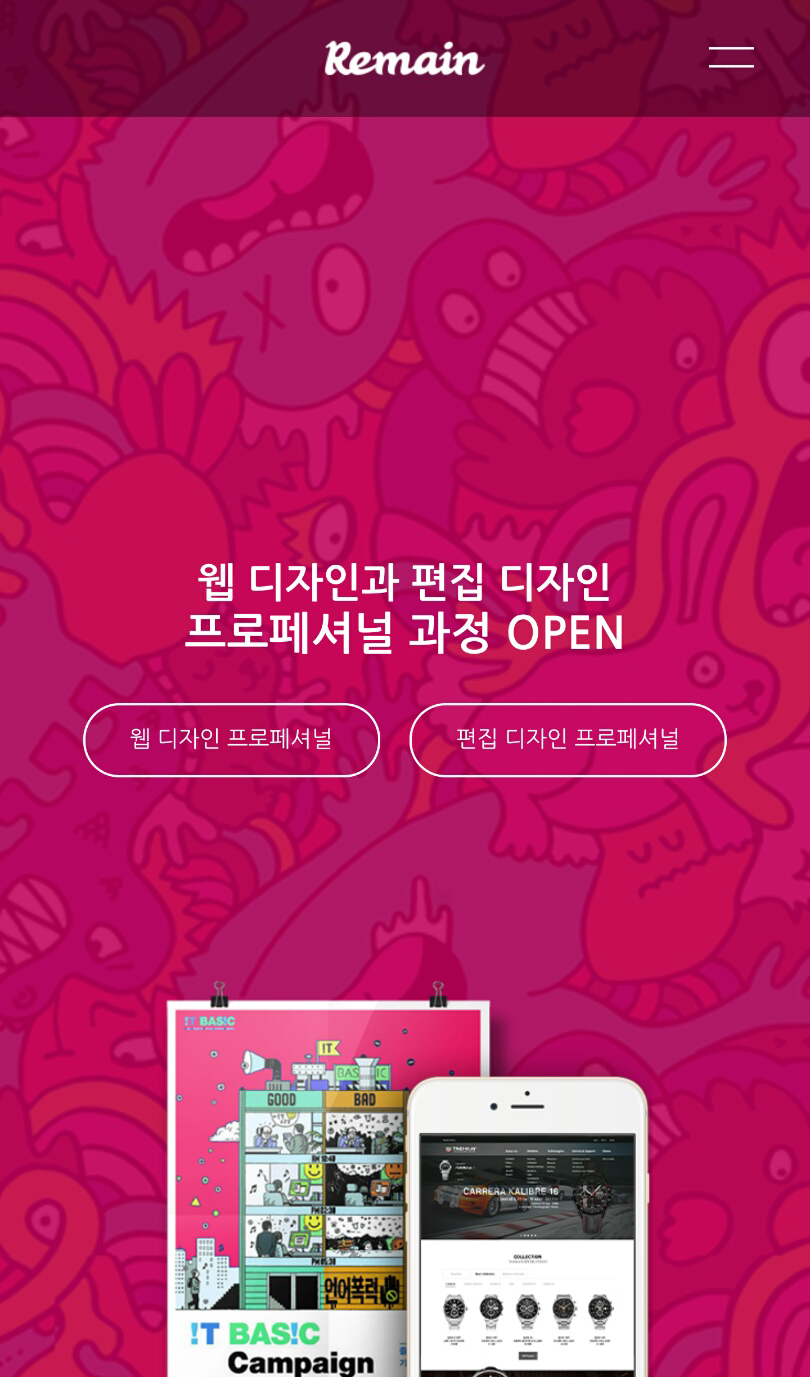 Remain
웹 디자인과 편집 디자인
프로페셔널 과정 OPEN
웹 디자인 프로페셔널
편집 디자인 프로페셔널
!T BAS!C
IT
BAS!C
GOOD
BAD
언어폭력
!T BAS!C
Campaign
CARRERA KALIBRE 16
COLLECTION